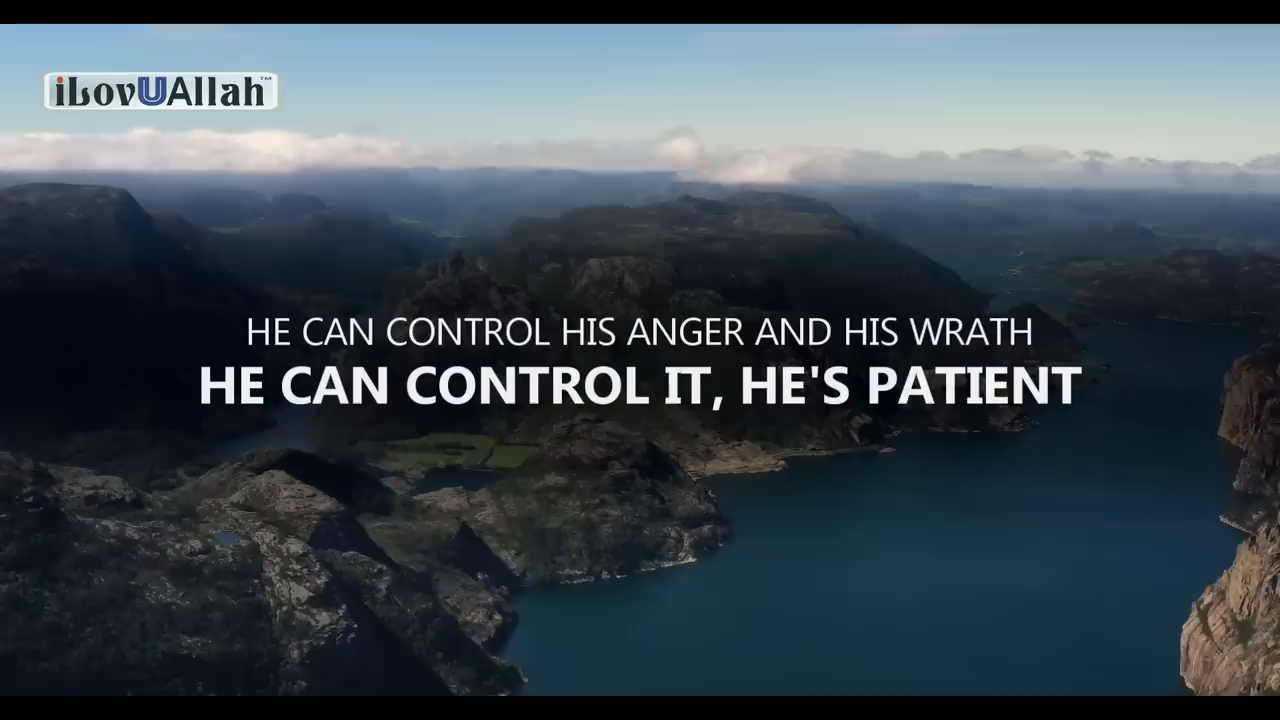 iLovUAllah™
HE CAN CONTROL HIS ANGER AND HIS WRATH
HE CAN CONTROL IT, HE'S PATIENT